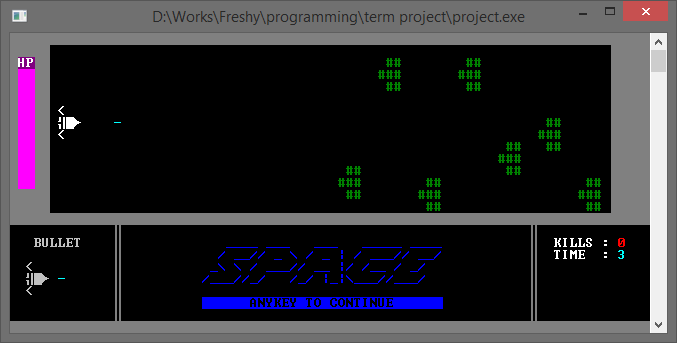 D:\Works\Freshy\programming\term project\project.exe
HP
BULLET
SPACE
ANYKEY TO CONTINUE
KILLS : 0
TIME : 3